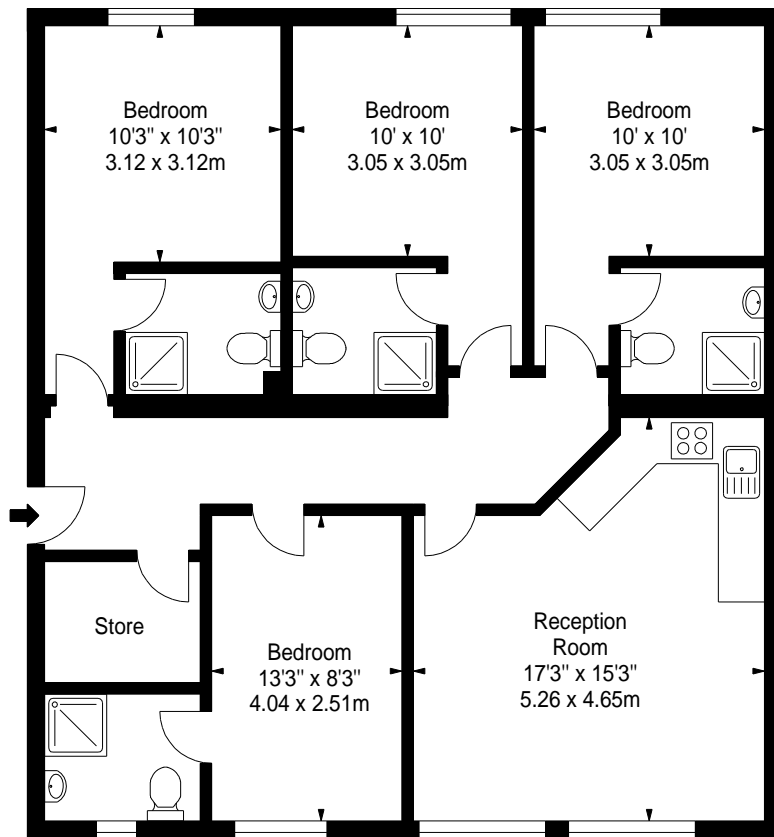 Bedroom
10'3" x 10'3"
3.12 x 3.12m
Bedroom
10' x 10'
3.05 x 3.05m
Bedroom
10' x 10'
3.05 x 3.05m
Store
Bedroom
13'3" x 8'3"
4.04 x 2.51m
Reception
Room
17'3" x 15'3"
5.26 x 4.65m